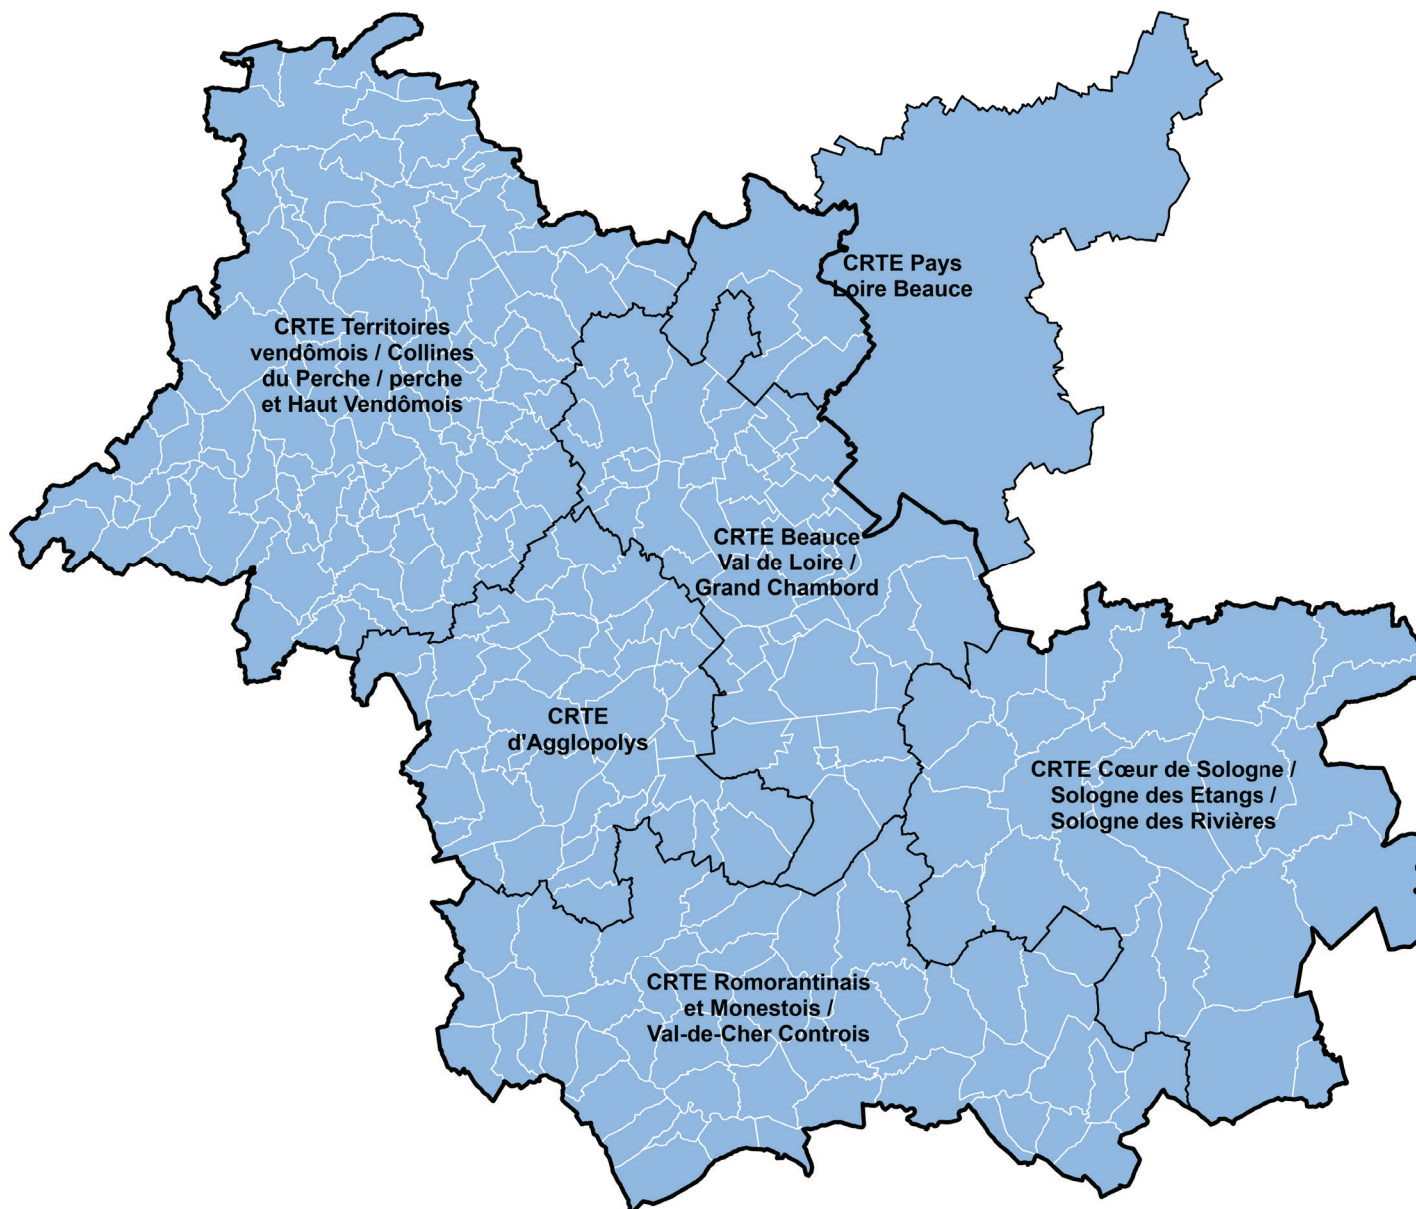 CRTE Pays
Loire Beauce
CRTE Territoires
vendômois / Collines
du Perche / perche
et Haut Vendômois
CRTE Beauce
Val de Loire /
Grand Chambord
CRTE
d'Agglopolys
CRTE Cœur de Sologne /
Sologne des Etangs /
Sologne des Rivières
CRTE Romorantinais
et Monestois /
Val-de-Cher Controis